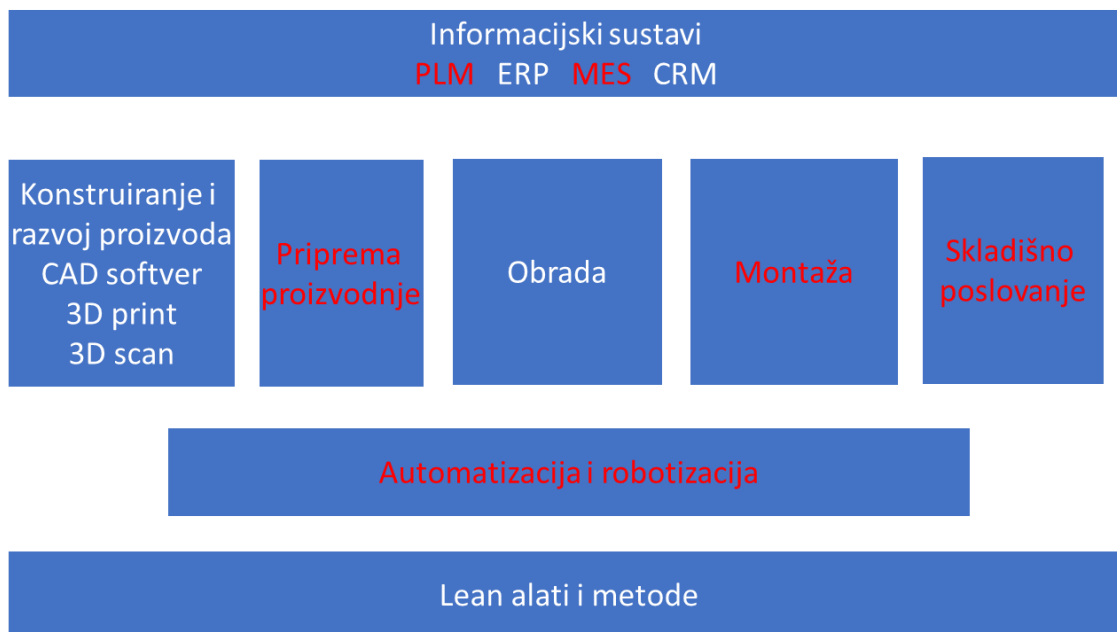 Informacijski sustavi
PLM ERP MES CRM
Konstruiranje i
razvoj proizvoda
CAD softver
3D print
3D scan
Priprema
proizvodnje
Obrada
Montaža
Skladišno
poslovanje
Automatizacija i robotizacija
Lean alati i metode